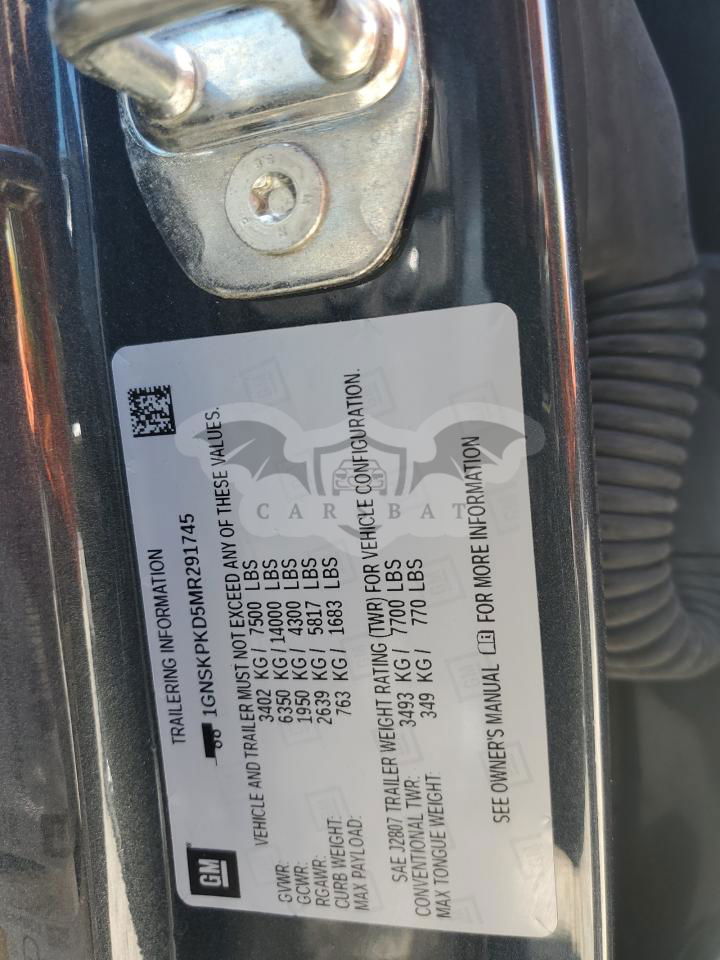 TRAILERING INFORMATION
1GNSKPKD5MR291745
VEHICLE AND TRAILER MUST NOT EXCEED ANY OF THESE VALUES.
GVWR: 3402 KG/ 7500 LBS
GCWR: 6350 KG/14000 LBS
RGAWR: 1950 KG/ 4300 LBS
CURB WEIGHT: 2639 KG/ 5817 LBS
MAX PAYLOAD: 763 KG/ 1683 LBS
SAE J2807 TRAILER WEIGHT RATING (TWR) FOR VEHICLE CONFIGURATION.
CONVENTIONAL TWR: 3493 KG/ 7700 LBS
MAX TONGUE WEIGHT: 349 KG/ 770 LBS
SEE OWNER'S MANUAL FOR MORE INFORMATION
GM
CARABAT